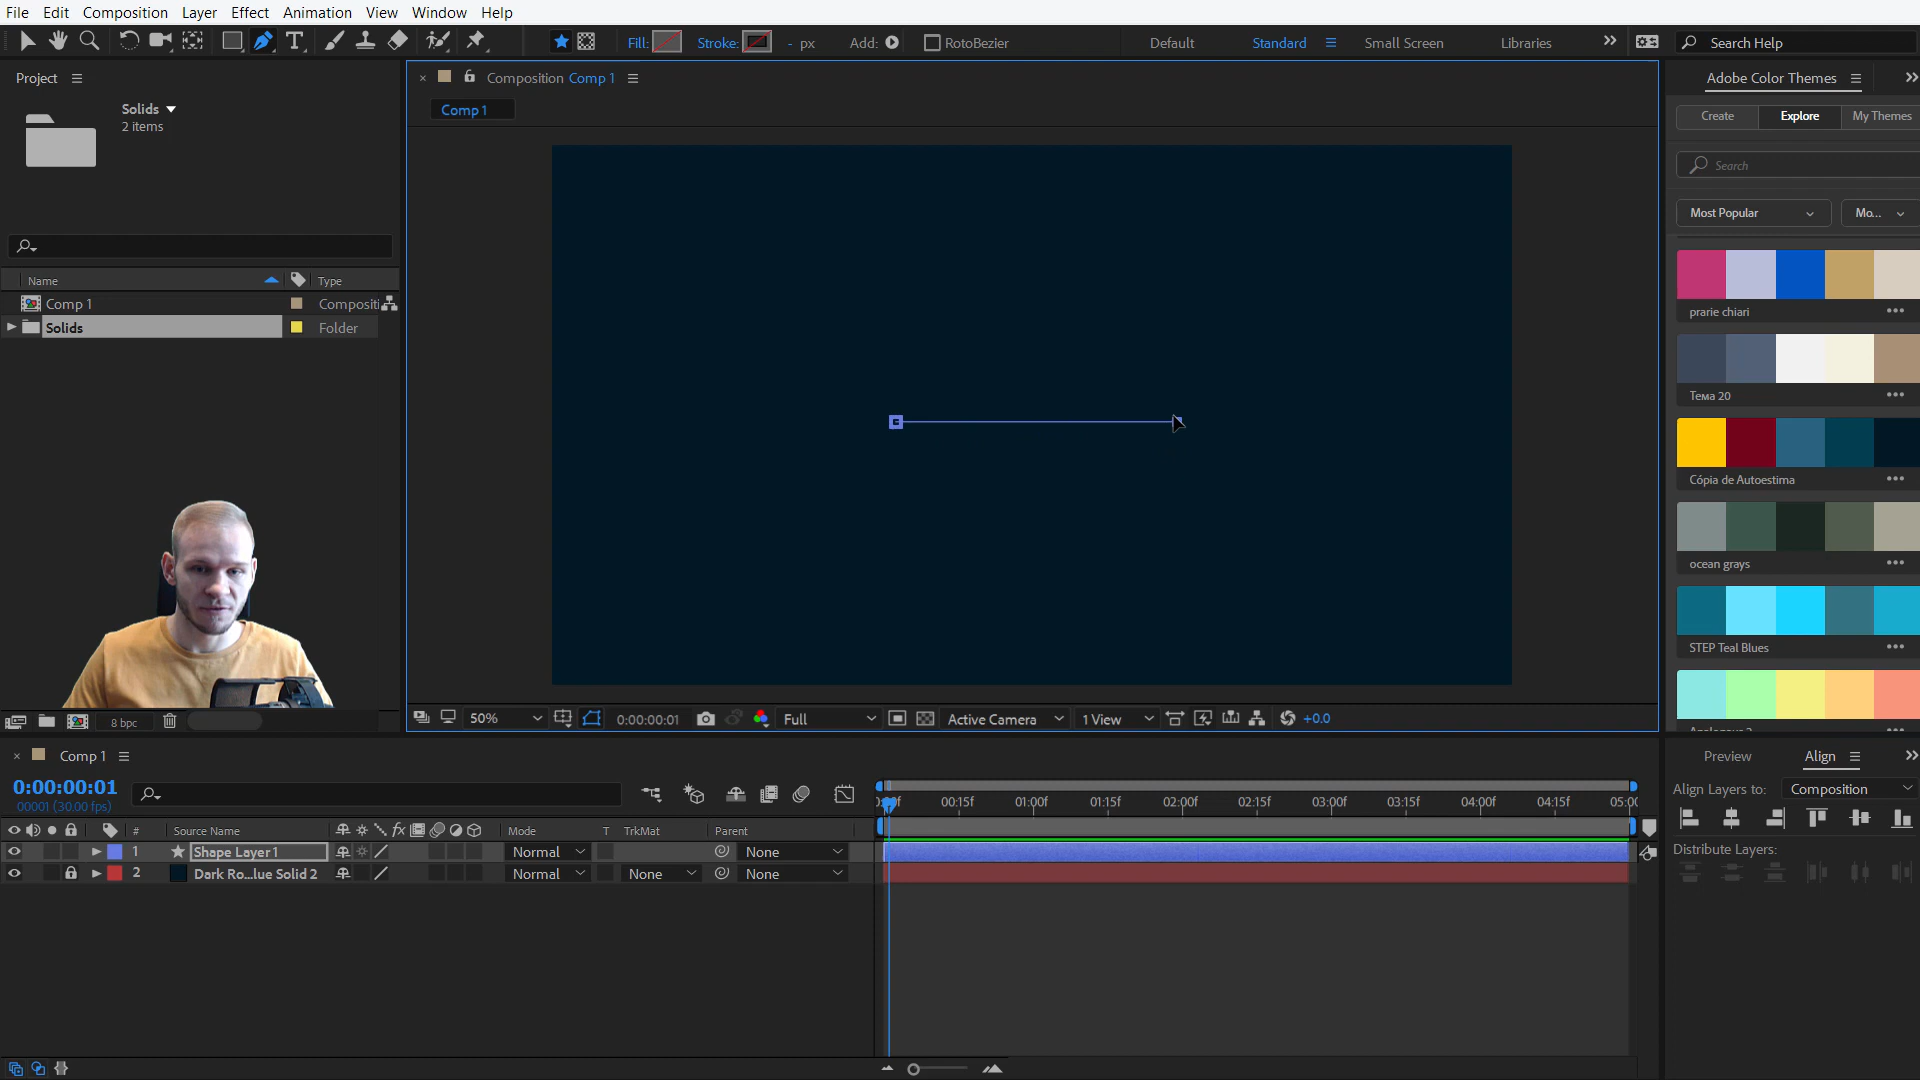 File Edit Composition Layer Effect Animation View Window Help
Fill: Stroke: - px Add: RotoBezier Default Standard Small Screen Libraries Search Help
Project
Solids
2 items
Name Type
Comp 1 Compositi
Solids Folder
8 bpc
Composition Comp 1
Comp 1
50% 0:00:00:01 Full Active Camera 1 View +0.0
Adobe Color Themes
Create Explore My Themes
Search
Most Popular Mo...
prarie chiari
Тема 20
Cópia de Autoestima
ocean grays
STEP Teal Blues
Comp 1
0:00:00:01
00001 (30.00 fps)
00:15f 01:00f 01:15f 02:00f 02:15f 03:00f 03:15f 04:00f 04:15f 05:00
# Source Name Mode T TrkMat Parent
1 Shape Layer 1 Normal None
2 Dark Ro...lue Solid 2 Normal None None
Preview Align
Align Layers to: Composition
Distribute Layers: